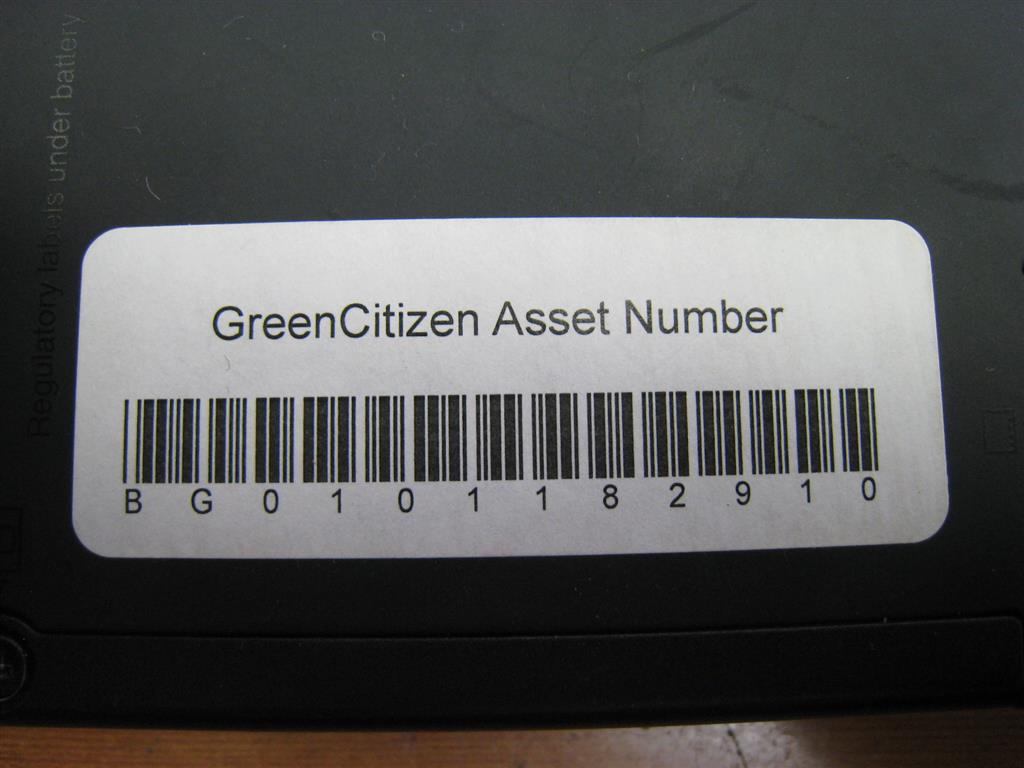 Regulatory labels under battery
GreenCitizen Asset Number
BG0101182910